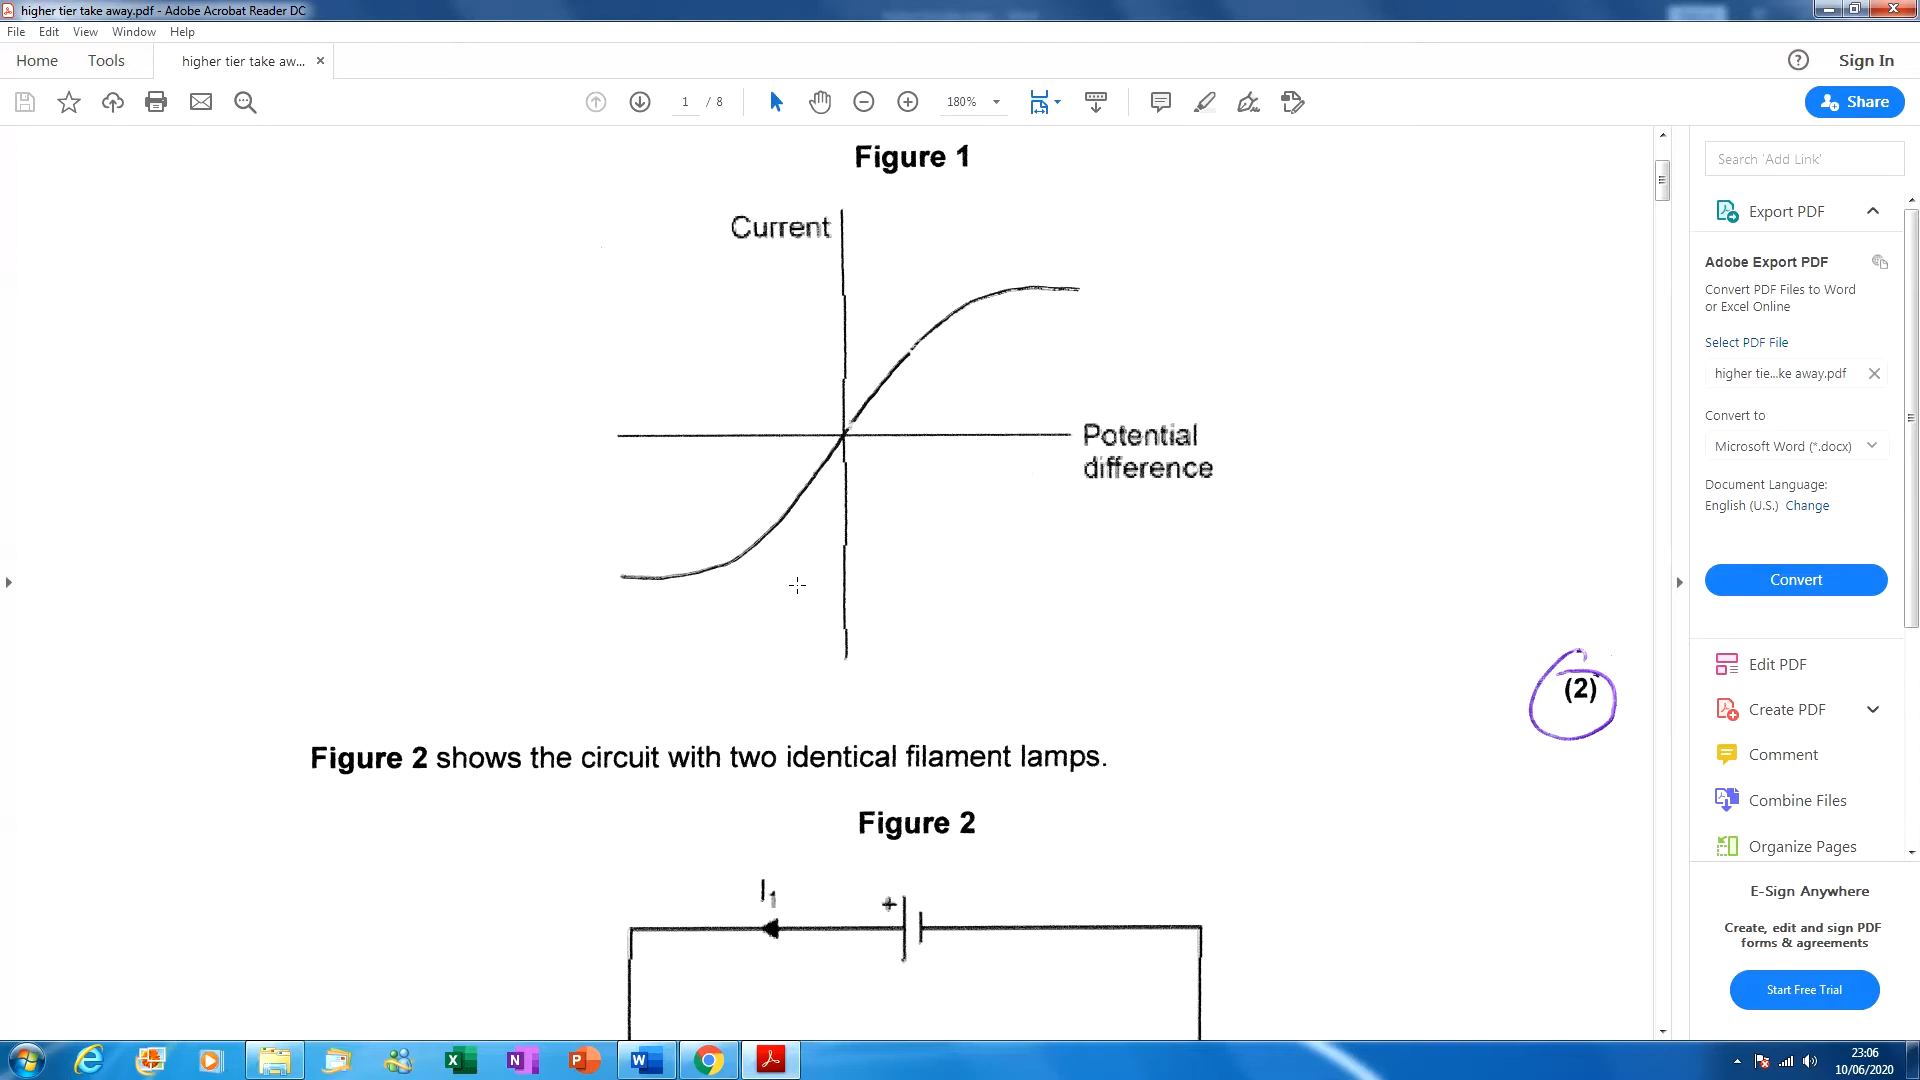 higher tier take away.pdf - Adobe Acrobat Reader DC
File Edit View Window Help
Home Tools higher tier take aw... × ? Sign In
1 / 8 180% Share
Figure 1
Current
Potential
difference
(2)
Figure 2 shows the circuit with two identical filament lamps.
Figure 2
I1
+
Search 'Add Link'
Export PDF
Adobe Export PDF
Convert PDF Files to Word
or Excel Online
Select PDF File
higher tie...ke away.pdf
Convert to
Microsoft Word (*.docx)
Document Language:
English (U.S.) Change
Convert
Edit PDF
Create PDF
Comment
Combine Files
Organize Pages
E-Sign Anywhere
Create, edit and sign PDF
forms & agreements
Start Free Trial
23:06
10/06/2020